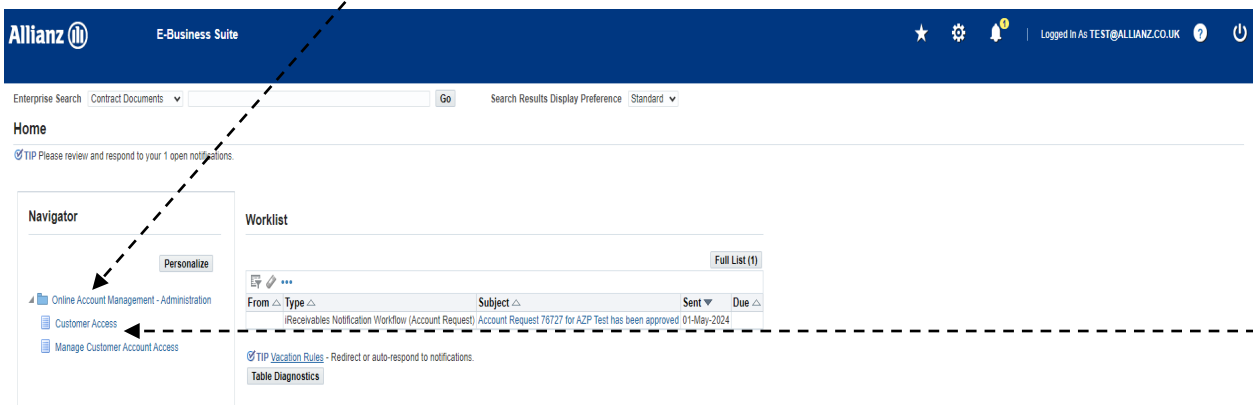 Allianz E-Business Suite 1 Logged In As TEST@ALLIANZ.CO.UK ?
Enterprise Search Contract Documents Go Search Results Display Preference Standard
Home
TIP Please review and respond to your 1 open notifications.
Navigator
Personalize
Online Account Management - Administration
Customer Access
Manage Customer Account Access
Worklist
Full List (1)
From Type Subject Sent Due
iReceivables Notification Workflow (Account Request) Account Request 76727 for AZP Test has been approved 01-May-2024
TIP Vacation Rules - Redirect or auto-respond to notifications.
Table Diagnostics